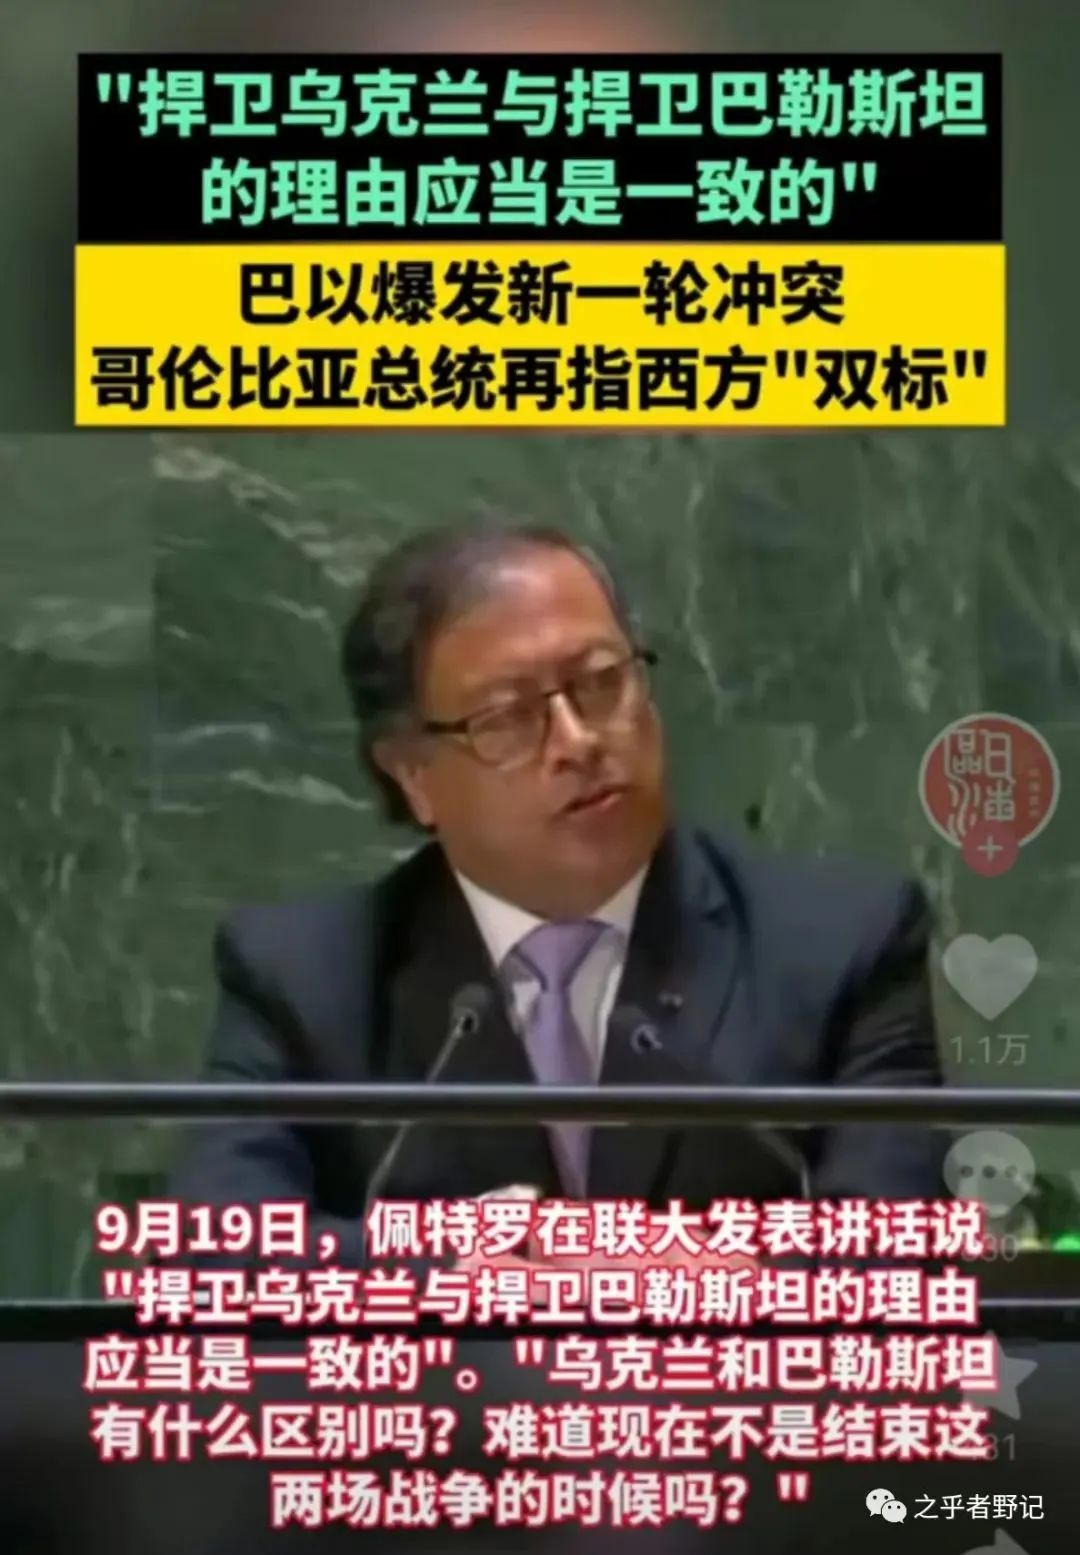 "捍卫乌克兰与捍卫巴勒斯坦
的理由应当是一致的"
巴以爆发新一轮冲突
哥伦比亚总统再指西方"双标"
1.1万
9月19日，佩特罗在联大发表讲话说
"捍卫乌克兰与捍卫巴勒斯坦的理由
应当是一致的"。"乌克兰和巴勒斯坦
有什么区别吗？难道现在不是结束这
两场战争的时候吗？"
之乎者野记